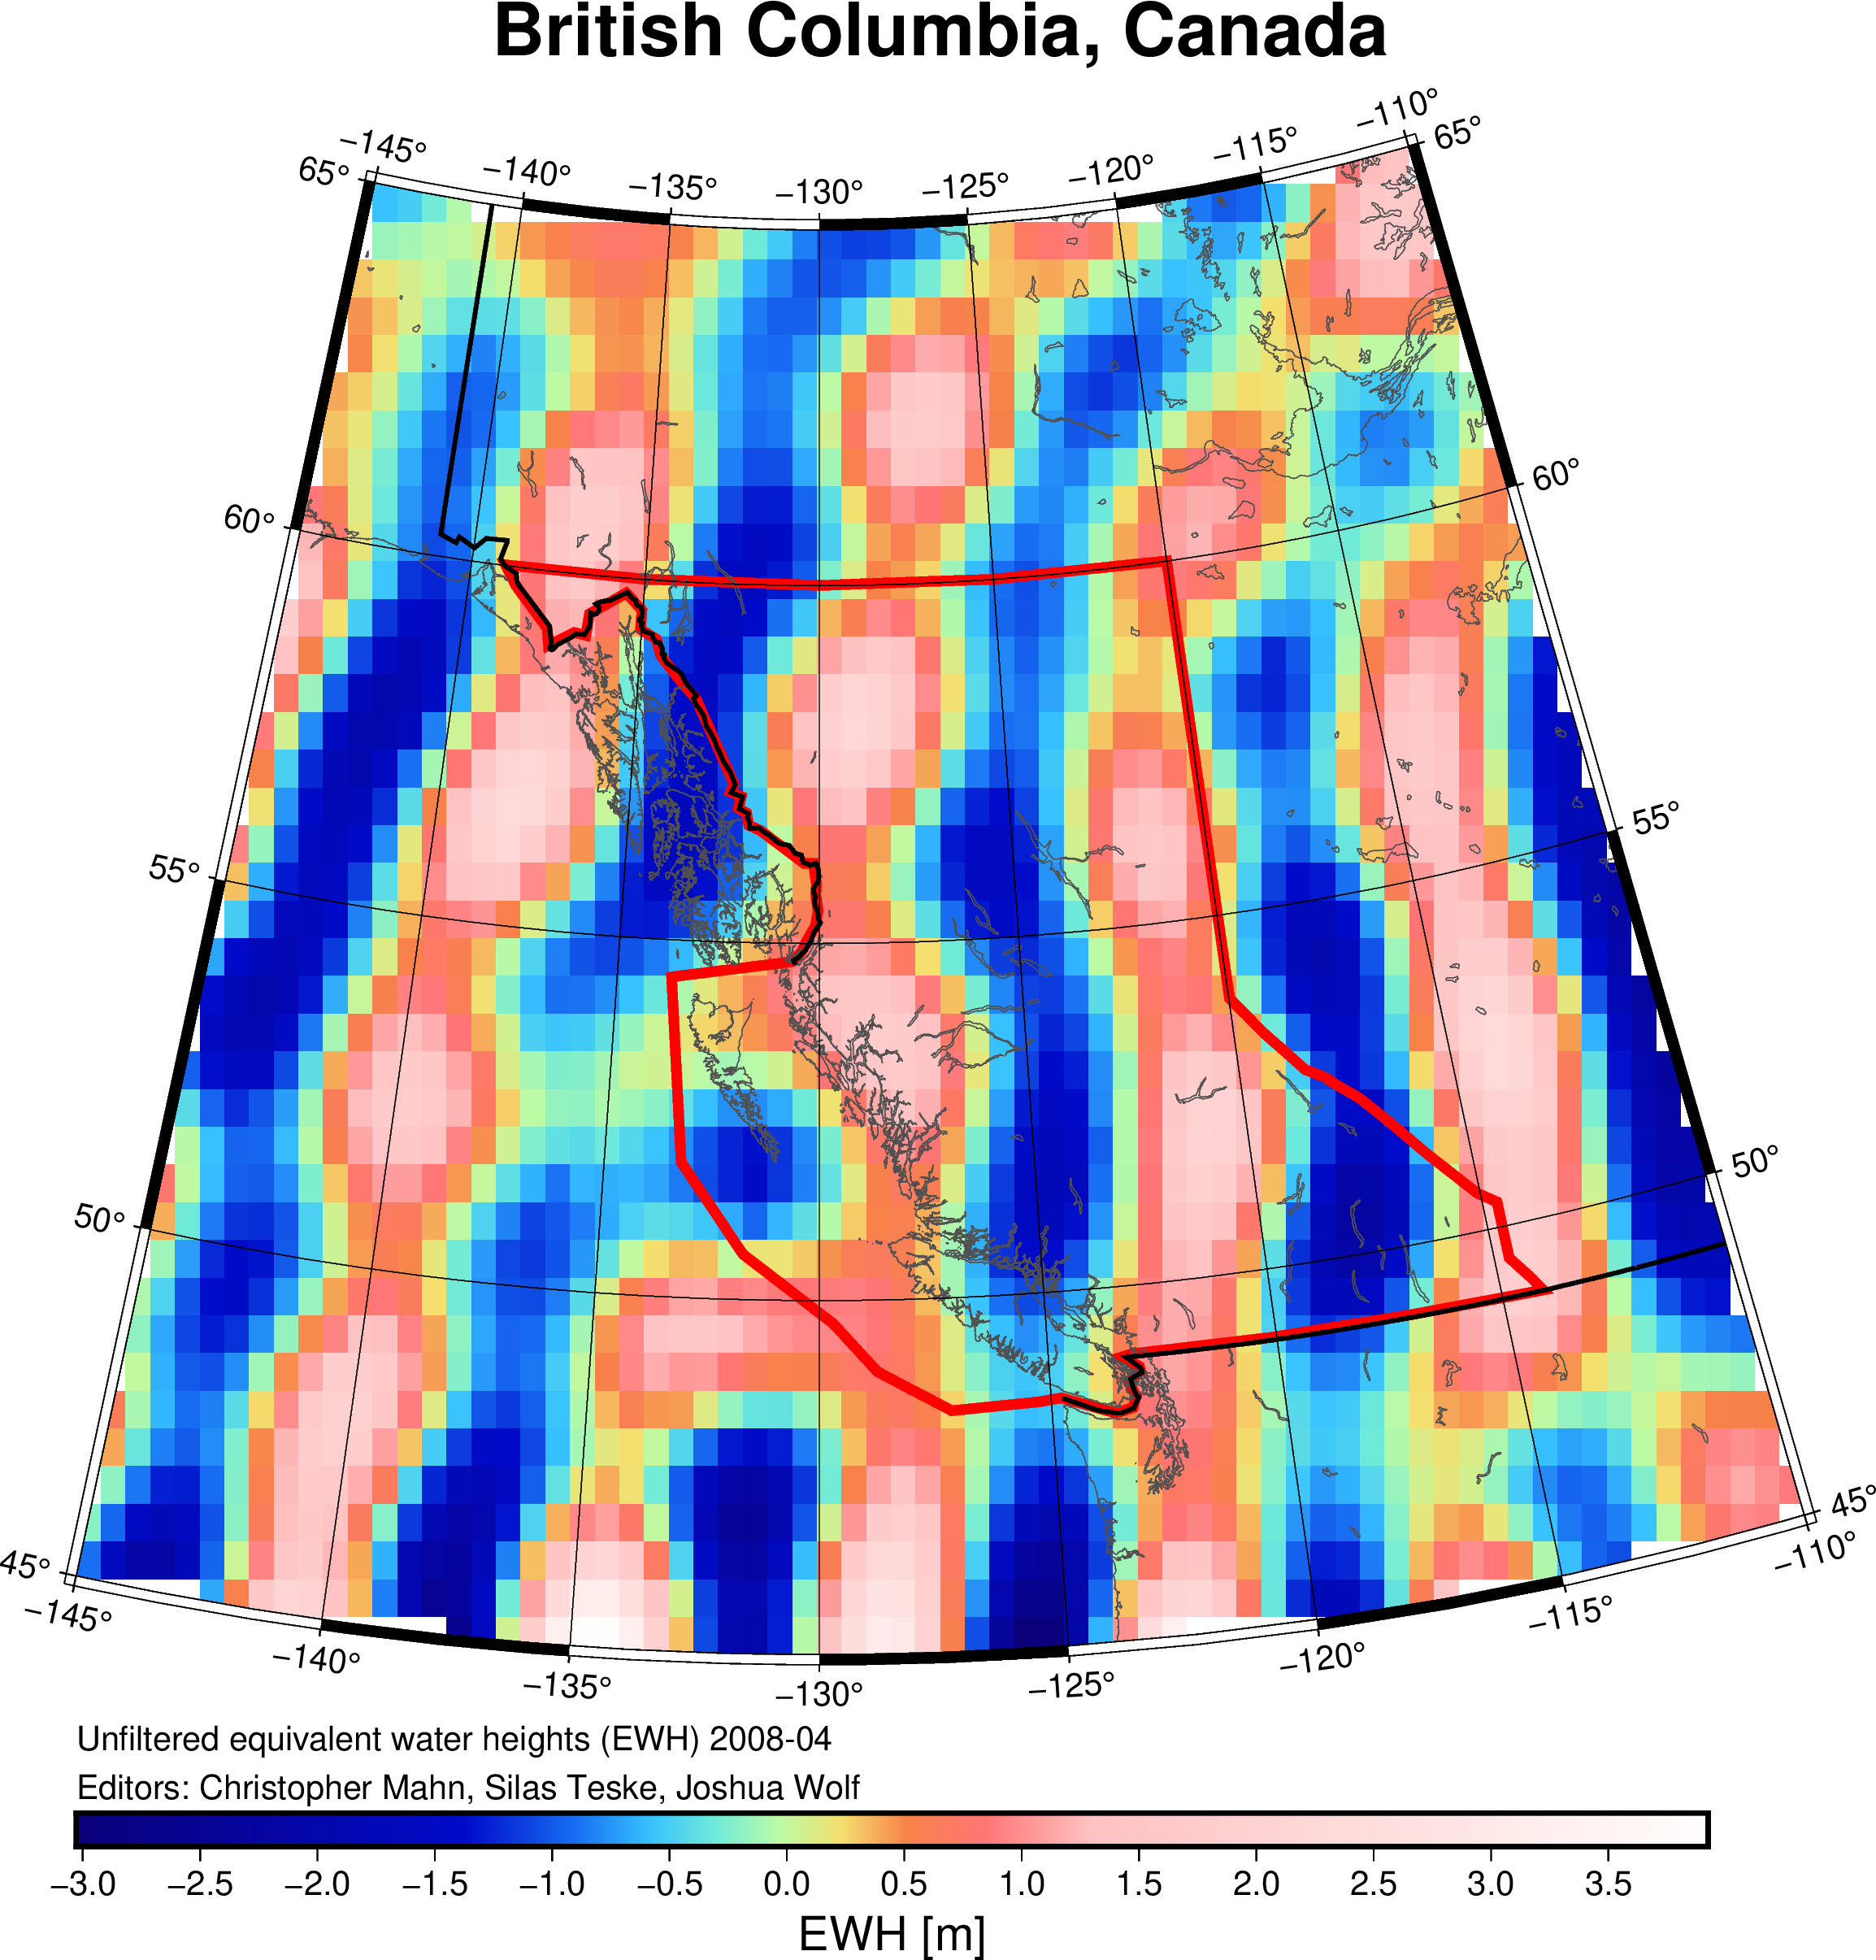 British Columbia, Canada
−145° −140° −135° −130° −125° −120° −115° −110°
65° 65°
60° 60°
55° 55°
50° 50°
45° 45°
−145° −140° −135° −130° −125° −120° −115° −110°
Unfiltered equivalent water heights (EWH) 2008-04
Editors: Christopher Mahn, Silas Teske, Joshua Wolf
−3.0 −2.5 −2.0 −1.5 −1.0 −0.5 0.0 0.5 1.0 1.5 2.0 2.5 3.0 3.5
EWH [m]